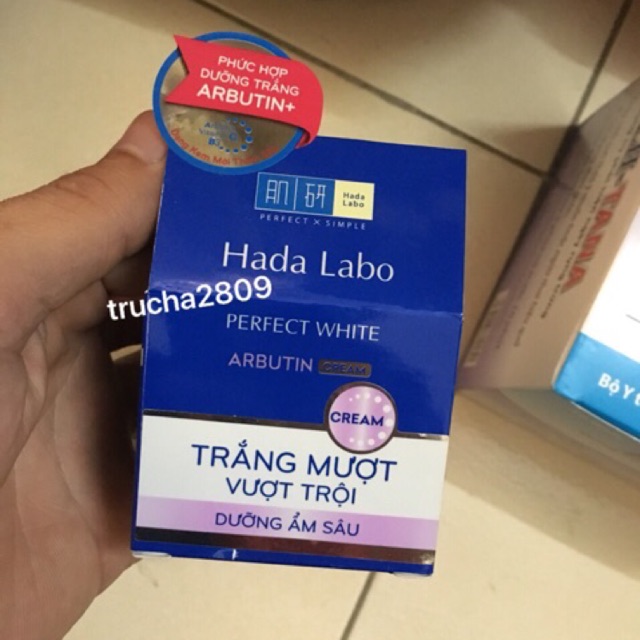 PHỨC HỢP
DƯỠNG TRẮNG
ARBUTIN+
肌研
Hada
Labo
PERFECT X SIMPLE
Hada Labo
trucha2809
PERFECT WHITE
ARBUTIN CREAM
CREAM
TRẮNG MƯỢT
VƯỢT TRỘI
DƯỠNG ẨM SÂU
Bộ Y